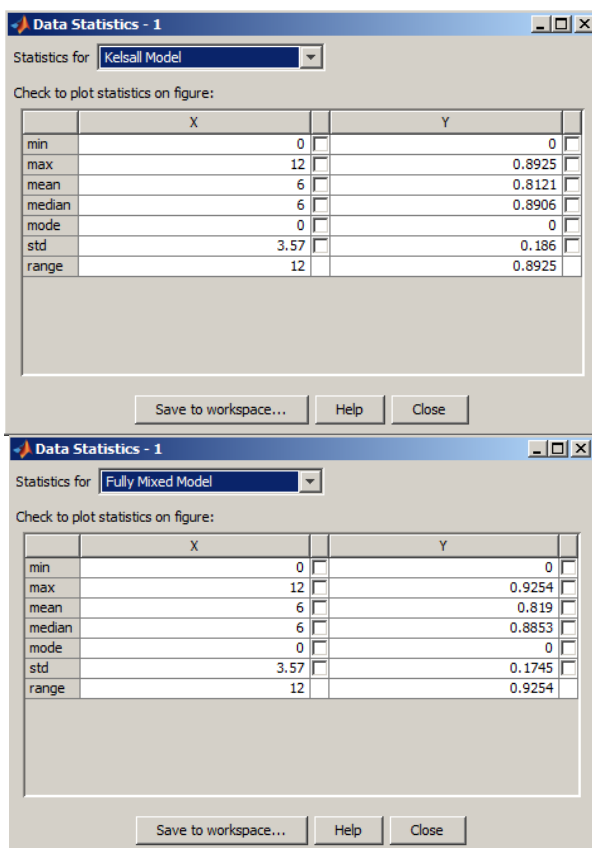 Data Statistics - 1
Statistics for Kelsall Model
Check to plot statistics on figure:
X Y
min 0 0
max 12 0.8925
mean 6 0.8121
median 6 0.8906
mode 0 0
std 3.57 0.186
range 12 0.8925
Save to workspace... Help Close
Data Statistics - 1
Statistics for Fully Mixed Model
Check to plot statistics on figure:
X Y
min 0 0
max 12 0.9254
mean 6 0.819
median 6 0.8853
mode 0 0
std 3.57 0.1745
range 12 0.9254
Save to workspace... Help Close